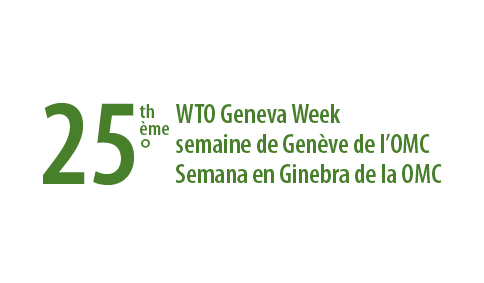 25th WTO Geneva Week
ème semaine de Genève de l'OMC
° Semana en Ginebra de la OMC